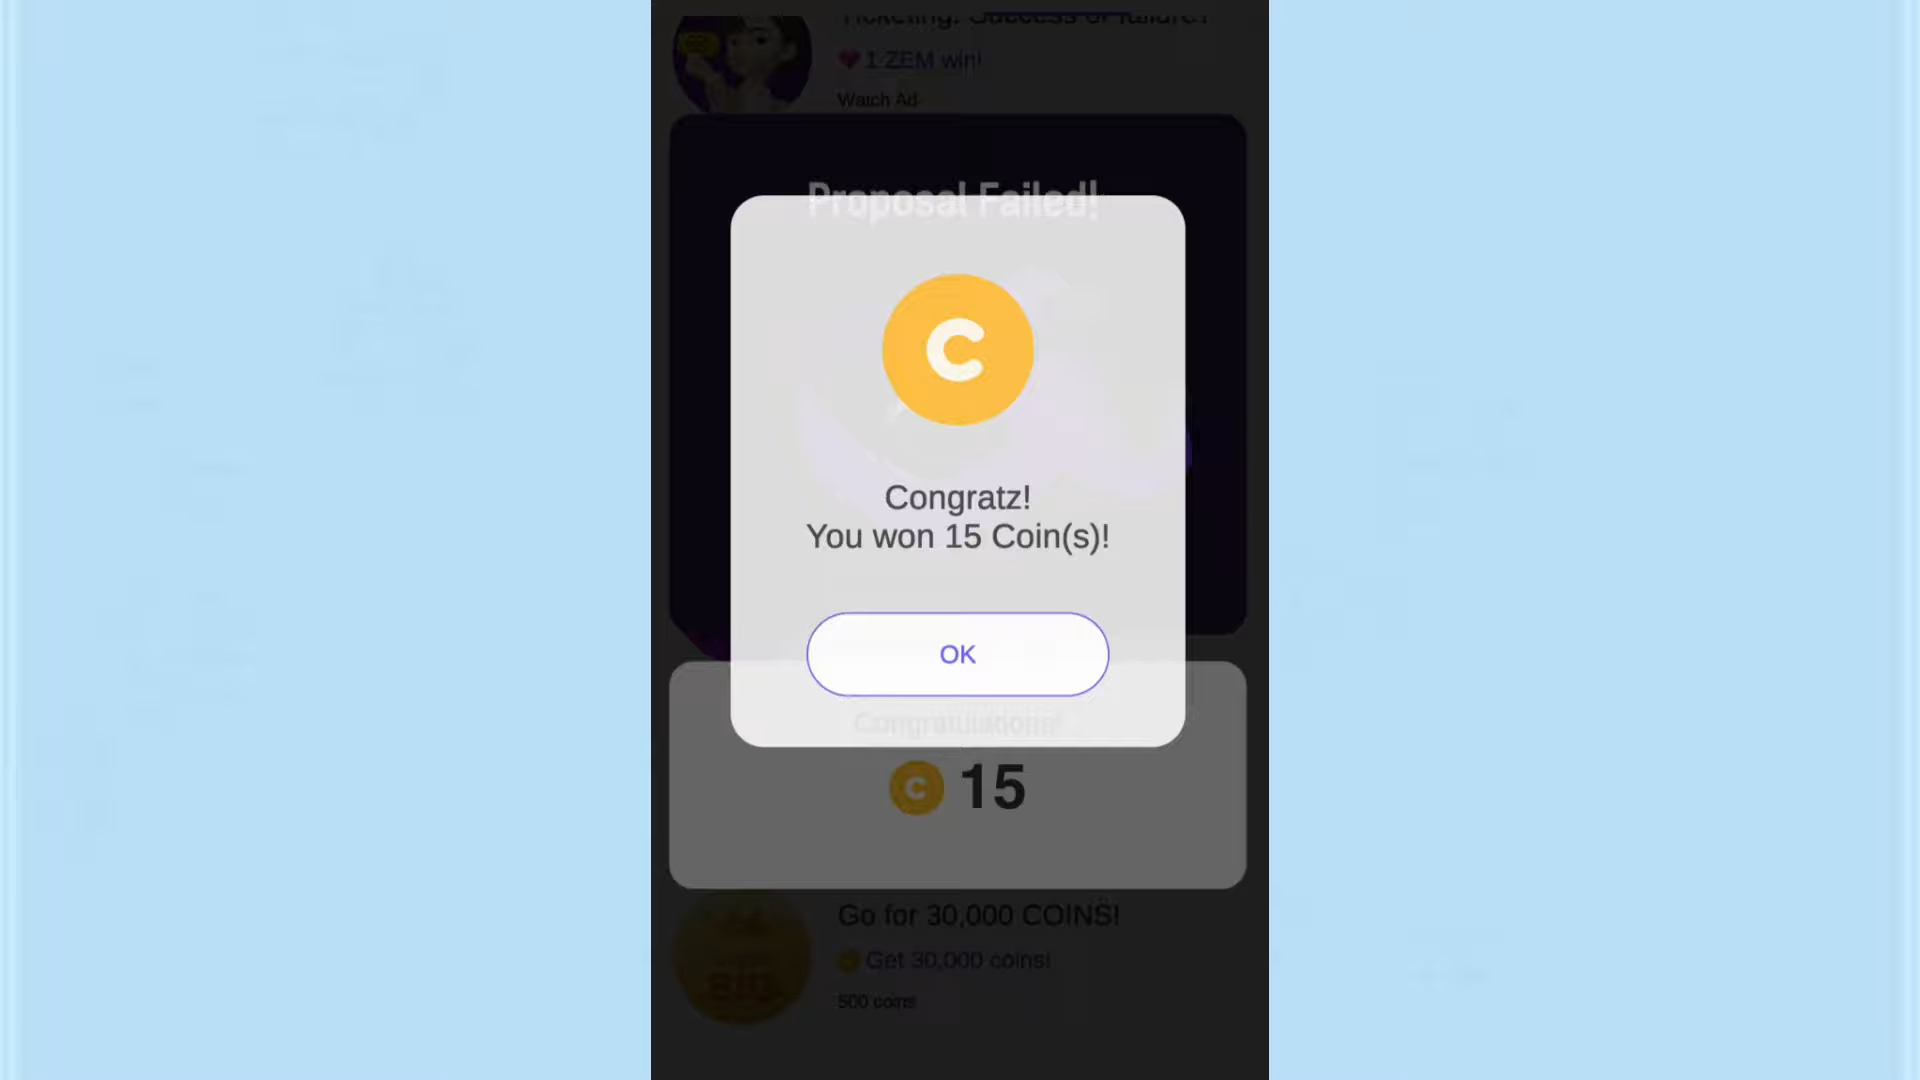 Ticketing: Success or failure?
1 ZEM win!
Watch Ad
Proposal Failed!
C
Congratz!
You won 15 Coin(s)!
OK
Congratulations!
C 15
Go for 30,000 COINS!
Get 30,000 coins!
500 coins